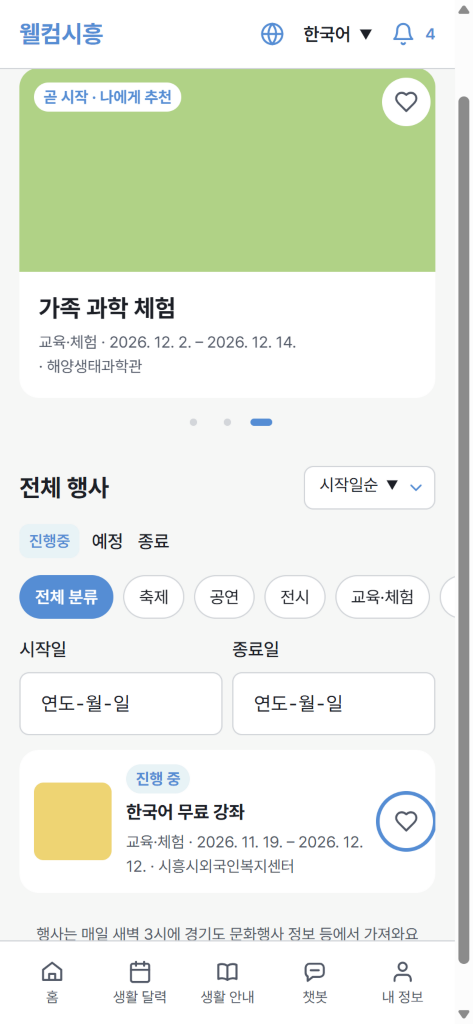 웰컴시흥
한국어 ▼
4
곧 시작 · 나에게 추천
가족 과학 체험
교육·체험 · 2026. 12. 2. – 2026. 12. 14.
· 해양생태과학관
전체 행사
시작일순 ▼
진행중 예정 종료
전체 분류 축제 공연 전시 교육·체험
시작일 종료일
연도-월-일 연도-월-일
진행 중
한국어 무료 강좌
교육·체험 · 2026. 11. 19. – 2026. 12.
12. · 시흥시외국인복지센터
행사는 매일 새벽 3시에 경기도 문화행사 정보 등에서 가져와요
홈 생활 달력 생활 안내 챗봇 내 정보